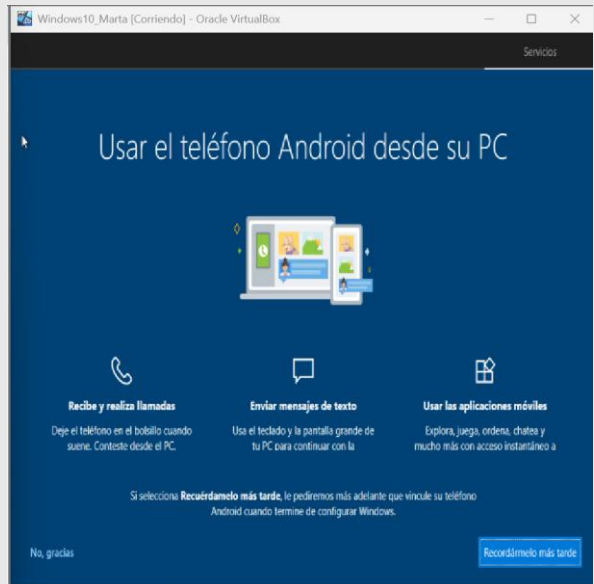 Windows10_Marta [Corriendo] - Oracle VirtualBox
Servicios
Usar el teléfono Android desde su PC
Recibe y realiza llamadas
Deje el teléfono en el bolsillo cuando
suene. Conteste desde el PC.
Enviar mensajes de texto
Usa el teclado y la pantalla grande de
tu PC para continuar con la
Usar las aplicaciones móviles
Explora, juega, ordena, chatea y
mucho más con acceso instantáneo a
Si selecciona Recuérdamelo más tarde, le pediremos más adelante que vincule su teléfono
Android cuando termine de configurar Windows.
No, gracias
Recordármelo más tarde